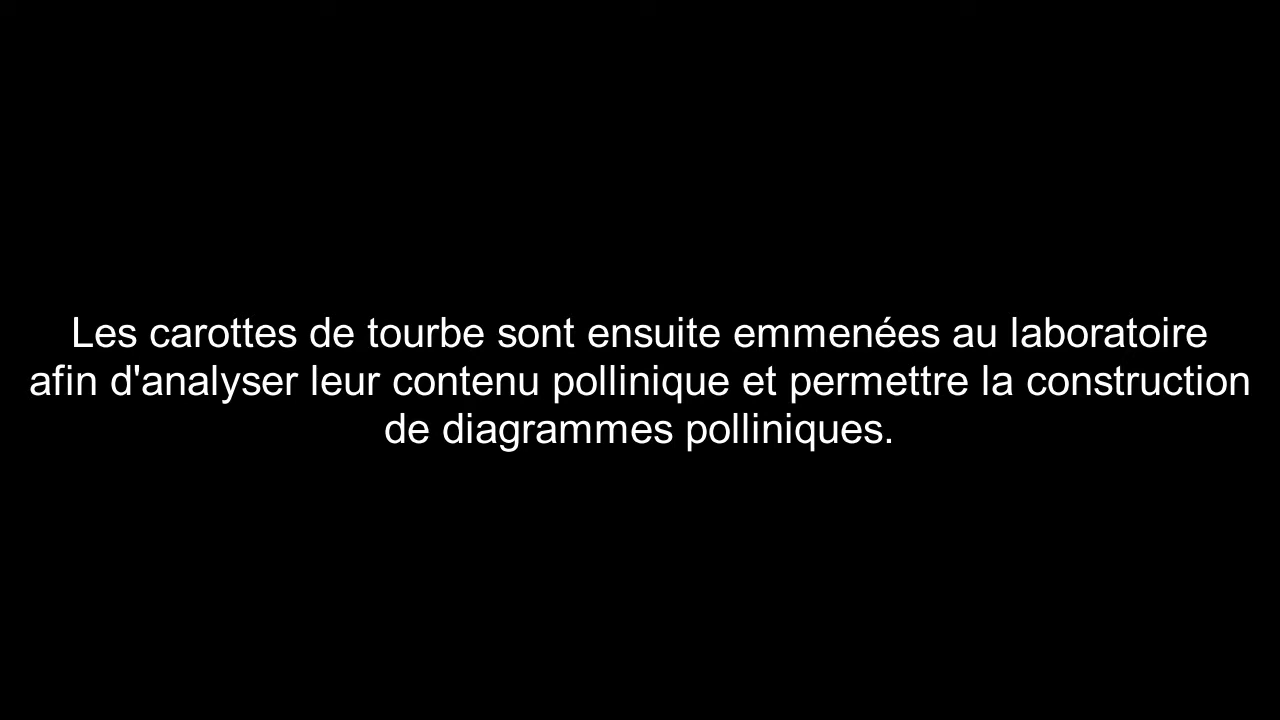 Les carottes de tourbe sont ensuite emmenées au laboratoire
afin d'analyser leur contenu pollinique et permettre la construction
de diagrammes polliniques.